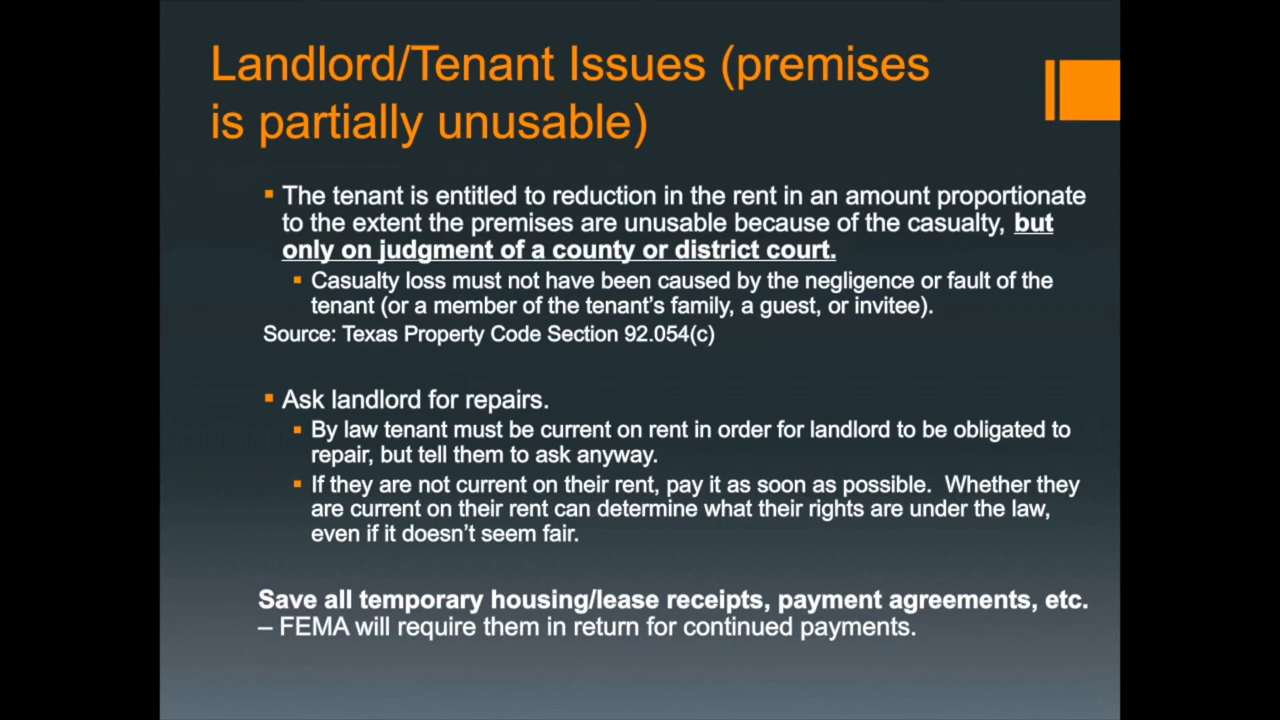 Landlord/Tenant Issues (premises
is partially unusable)
▪ The tenant is entitled to reduction in the rent in an amount proportionate
to the extent the premises are unusable because of the casualty, but
only on judgment of a county or district court.
▪ Casualty loss must not have been caused by the negligence or fault of the
tenant (or a member of the tenant's family, a guest, or invitee).
Source: Texas Property Code Section 92.054(c)
▪ Ask landlord for repairs.
▪ By law tenant must be current on rent in order for landlord to be obligated to
repair, but tell them to ask anyway.
▪ If they are not current on their rent, pay it as soon as possible.  Whether they
are current on their rent can determine what their rights are under the law,
even if it doesn't seem fair.
Save all temporary housing/lease receipts, payment agreements, etc.
– FEMA will require them in return for continued payments.